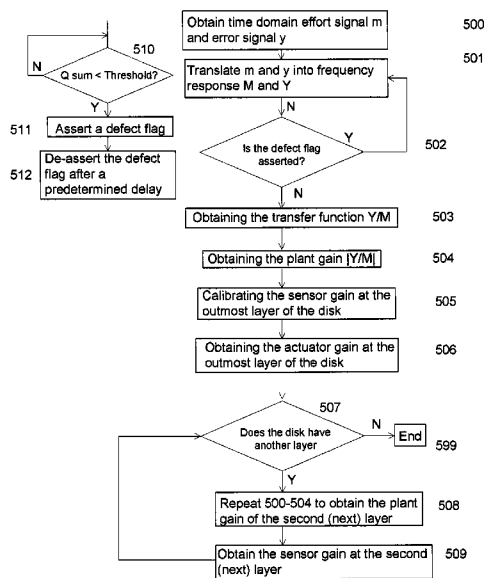 510
N
Q sum < Threshold?
Y
511
Assert a defect flag
512
De-assert the defect
flag after a
predetermined delay
Obtain time domain effort signal m
and error signal y
500
501
Translate m and y into frequency
response M and Y
N
Is the defect flag
asserted?
Y
502
N
Obtaining the transfer function Y/M
503
Obtaining the plant gain |Y/M|
504
Calibrating the sensor gain at the
outmost layer of the disk
505
Obtaining the actuator gain at the
outmost layer of the disk
506
507
Does the disk have
another layer
N
End
599
Y
Repeat 500-504 to obtain the plant
gain of the second (next) layer
508
Obtain the sensor gain at the second
(next) layer
509